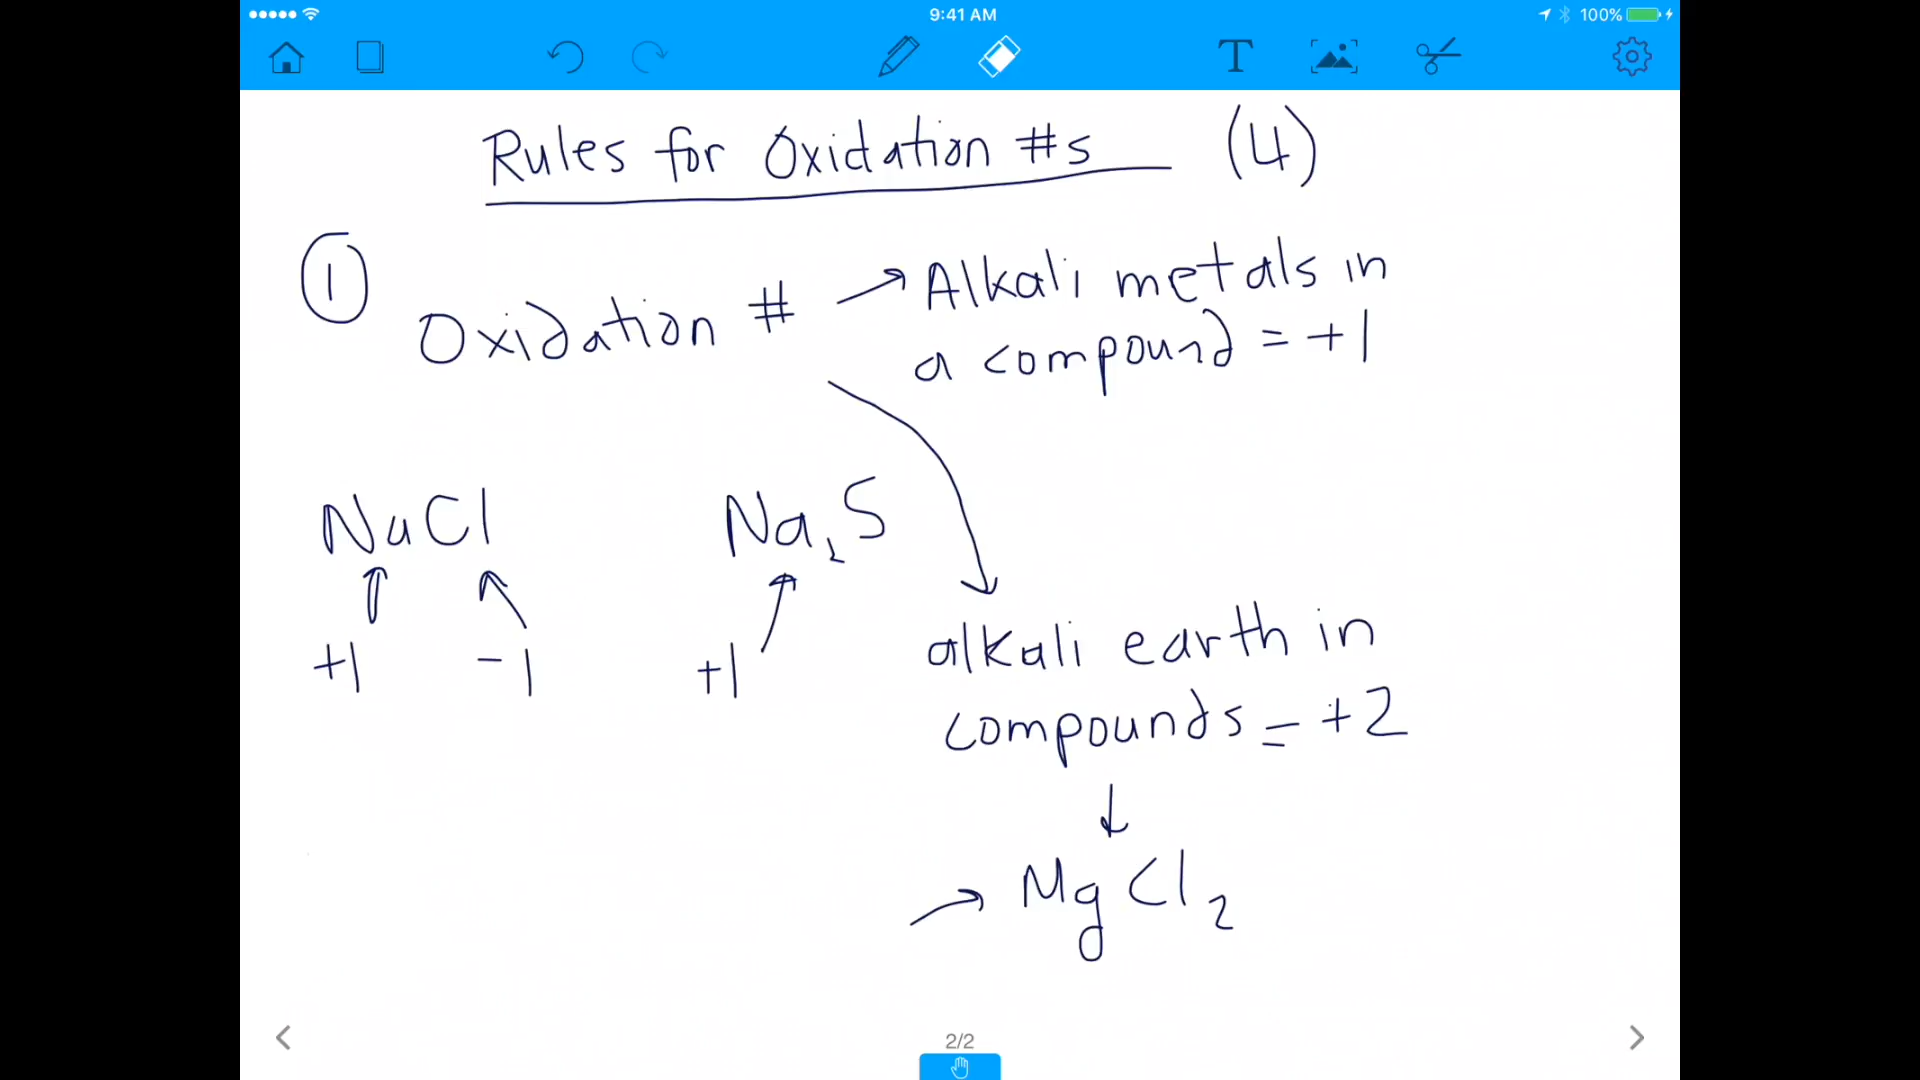 9:41 AM
100%
T
Rules for Oxidation #s (4)
① Oxidation # → Alkali metals in
a compound = +1
NaCl
Na₂S
+1 -1
+1
alkali earth in
compounds = +2
↓
→ MgCl₂
2/2